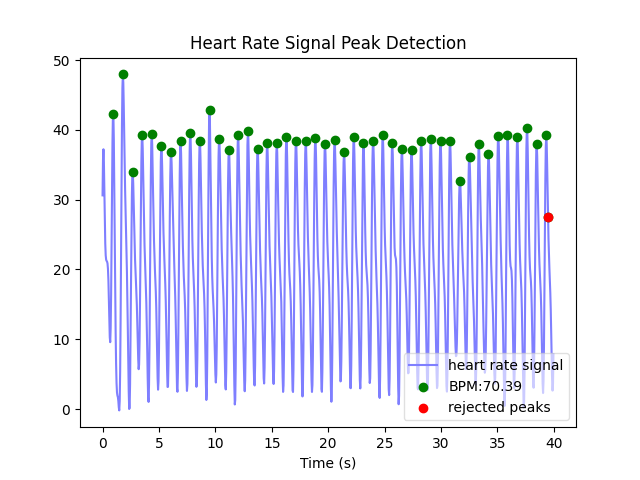 Heart Rate Signal Peak Detection
50
40
30
20
10
0
heart rate signal
BPM:70.39
rejected peaks
0 5 10 15 20 25 30 35 40
Time (s)